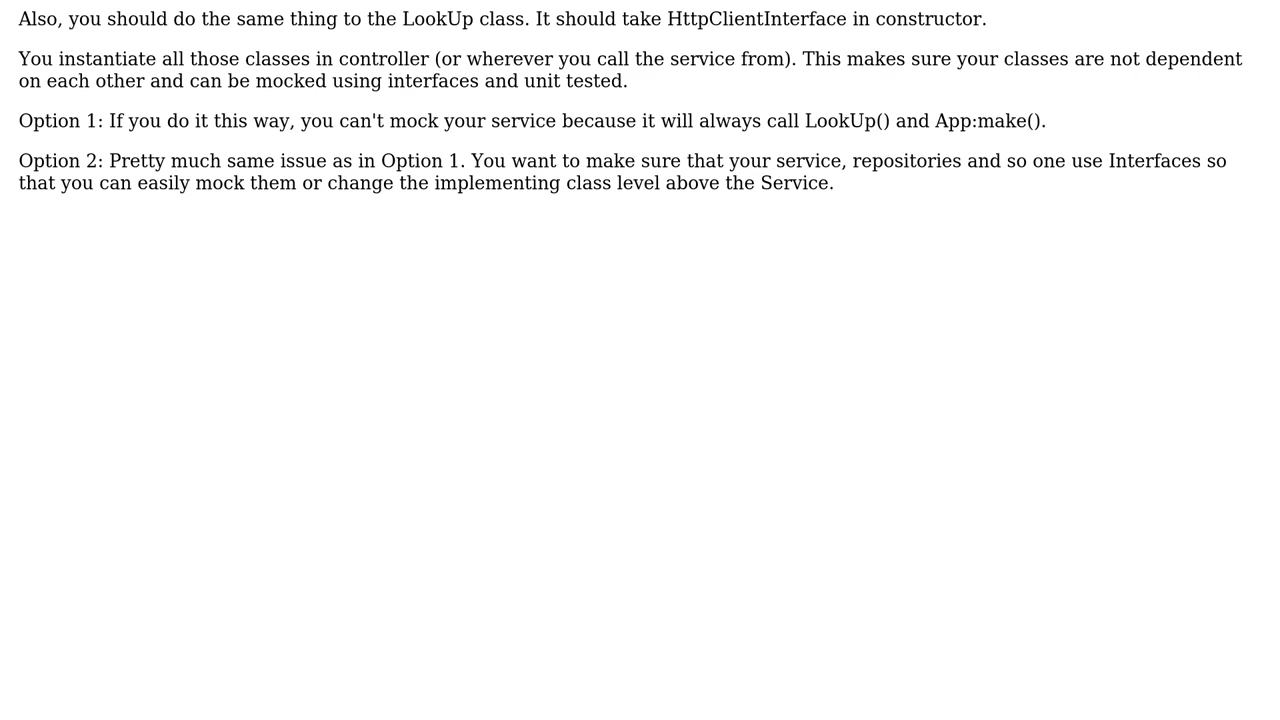 Also, you should do the same thing to the LookUp class. It should take HttpClientInterface in constructor.
You instantiate all those classes in controller (or wherever you call the service from). This makes sure your classes are not dependent
on each other and can be mocked using interfaces and unit tested.
Option 1: If you do it this way, you can't mock your service because it will always call LookUp() and App:make().
Option 2: Pretty much same issue as in Option 1. You want to make sure that your service, repositories and so one use Interfaces so
that you can easily mock them or change the implementing class level above the Service.